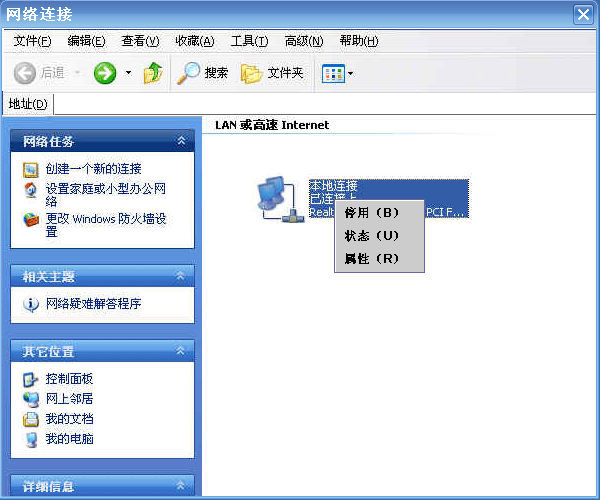 网络连接
文件(F) 编辑(E) 查看(V) 收藏(A) 工具(T) 高级(N) 帮助(H)
后退 搜索 文件夹
地址(D)
网络任务
创建一个新的连接
设置家庭或小型办公网
络
更改 Windows 防火墙设
置
相关主题
网络疑难解答程序
其它位置
控制面板
网上邻居
我的文档
我的电脑
详细信息
LAN 或高速 Internet
本地连接
已连接上
PCI F...
停用（B）
状态（U）
属性（R）